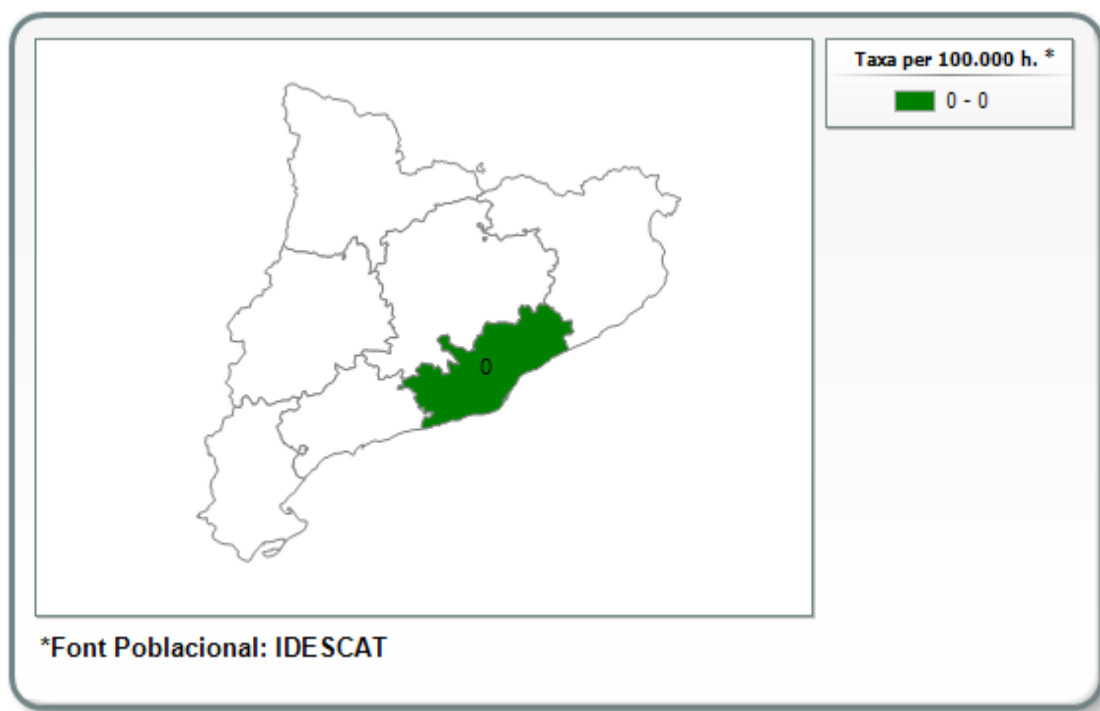 Taxa per 100.000 h. *
0 - 0
0
*Font Poblacional: IDESCAT